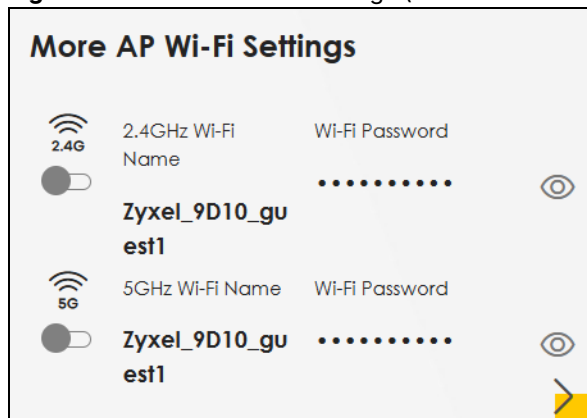 More AP Wi-Fi Settings
2.4G
2.4GHz Wi-Fi
Name
Wi-Fi Password
••••••••••
Zyxel_9D10_gu
est1
5G
5GHz Wi-Fi Name
Wi-Fi Password
Zyxel_9D10_gu
est1
••••••••••